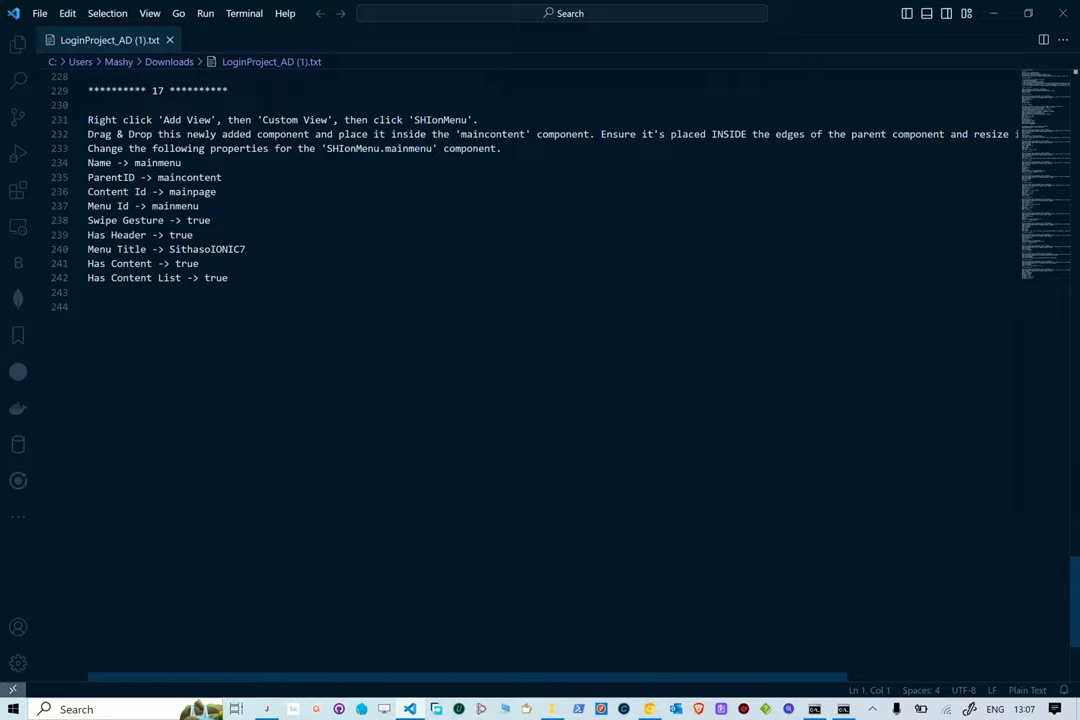 File Edit Selection View Go Run Terminal Help
Search
LoginProject_AD (1).txt
C: > Users > Mashy > Downloads > LoginProject_AD (1).txt
228
229 ********** 17 **********
230
231 Right click 'Add View', then 'Custom View', then click 'SHIonMenu'.
232 Drag & Drop this newly added component and place it inside the 'maincontent' component. Ensure it's placed INSIDE the edges of the parent component and resize i
233 Change the following properties for the 'SHIonMenu.mainmenu' component.
234 Name -> mainmenu
235 ParentID -> maincontent
236 Content Id -> mainpage
237 Menu Id -> mainmenu
238 Swipe Gesture -> true
239 Has Header -> true
240 Menu Title -> SithasoIONIC7
241 Has Content -> true
242 Has Content List -> true
243
244
Ln 1, Col 1 Spaces: 4 UTF-8 LF Plain Text
Search ENG 13:07